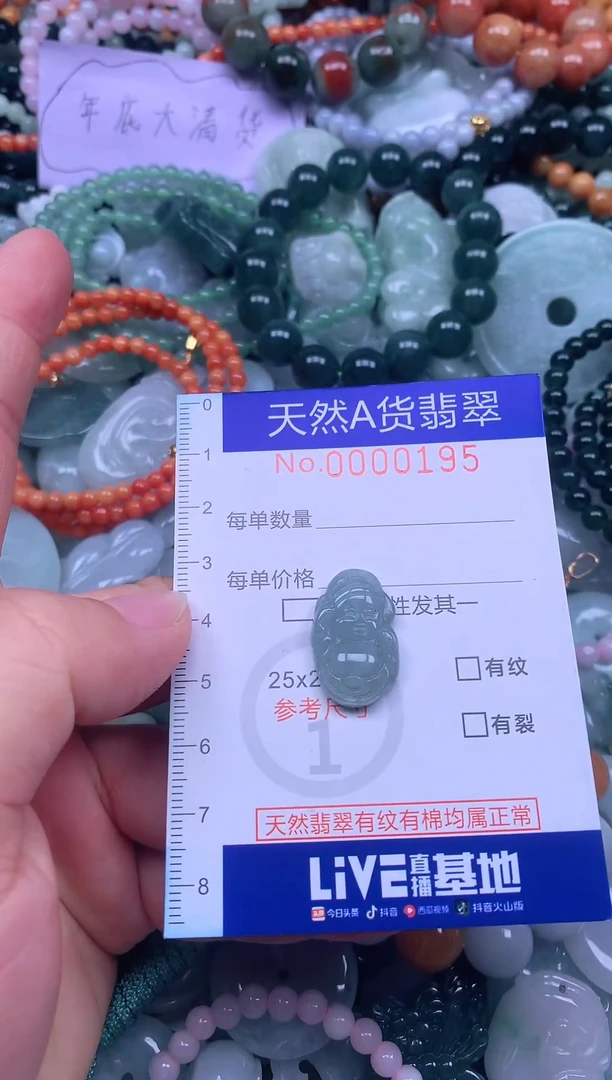 年底大清货
天然A货翡翠
No.0000195
0
1
2
3
4
5
6
7
8
每单数量
每单价格
性发其一
25x2
参考尺寸
有纹
有裂
1
天然翡翠有纹有棉均属正常
LiVE直播基地
头条 今日头条 抖音 西瓜视频 抖音火山版